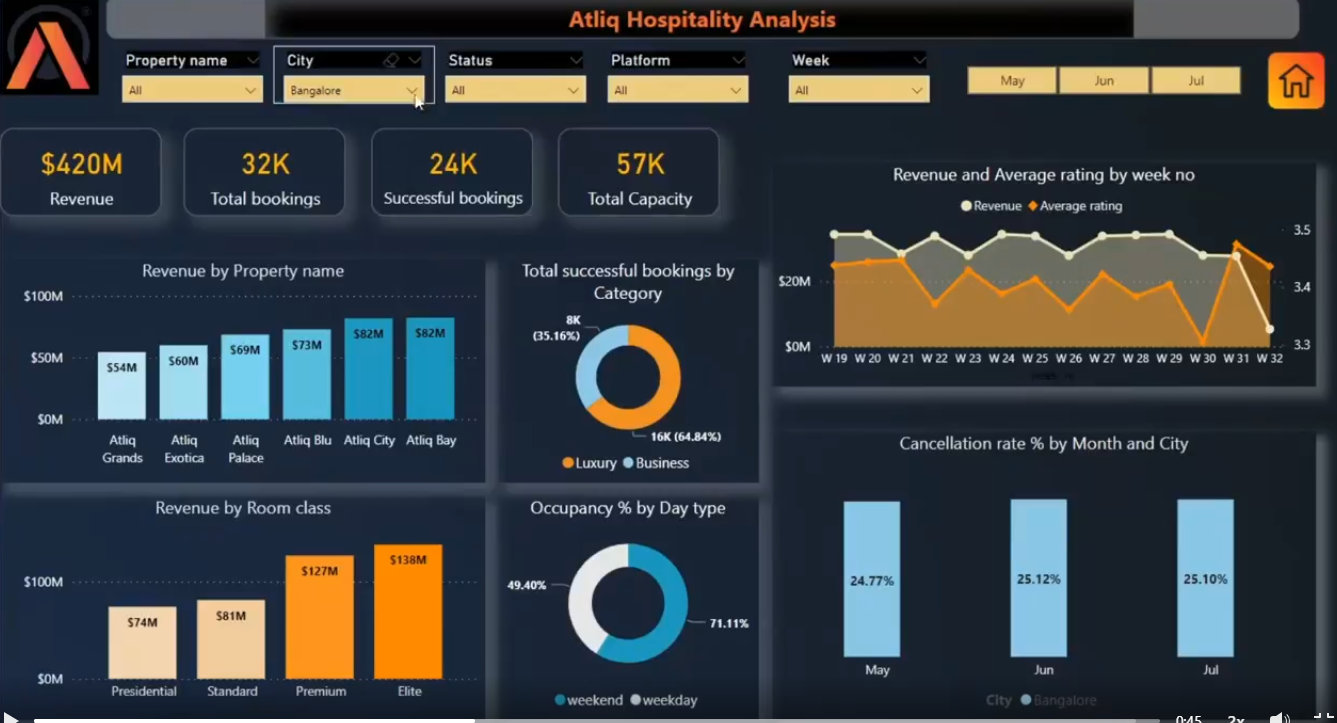 Atliq Hospitality Analysis
Property name
All
City
Bangalore
Status
All
Platform
All
Week
All
May
Jun
Jul
$420M
Revenue
32K
Total bookings
24K
Successful bookings
57K
Total Capacity
Revenue by Property name
$100M
$50M
$0M
$54M
$60M
$69M
$73M
$82M
$82M
Atliq
Grands
Atliq
Exotica
Atliq
Palace
Atliq Blu
Atliq City
Atliq Bay
Total successful bookings by
Category
8K
(35.16%)
16K (64.84%)
Luxury
Business
Revenue and Average rating by week no
Revenue
Average rating
$20M
$0M
3.5
3.4
3.3
W 19
W 20
W 21
W 22
W 23
W 24
W 25
W 26
W 27
W 28
W 29
W 30
W 31
W 32
Revenue by Room class
$100M
$0M
$74M
$81M
$127M
$138M
Presidential
Standard
Premium
Elite
Occupancy % by Day type
49.40%
71.11%
weekend
weekday
Cancellation rate % by Month and City
24.77%
25.12%
25.10%
May
Jun
Jul
City
Bangalore
0:45
2x